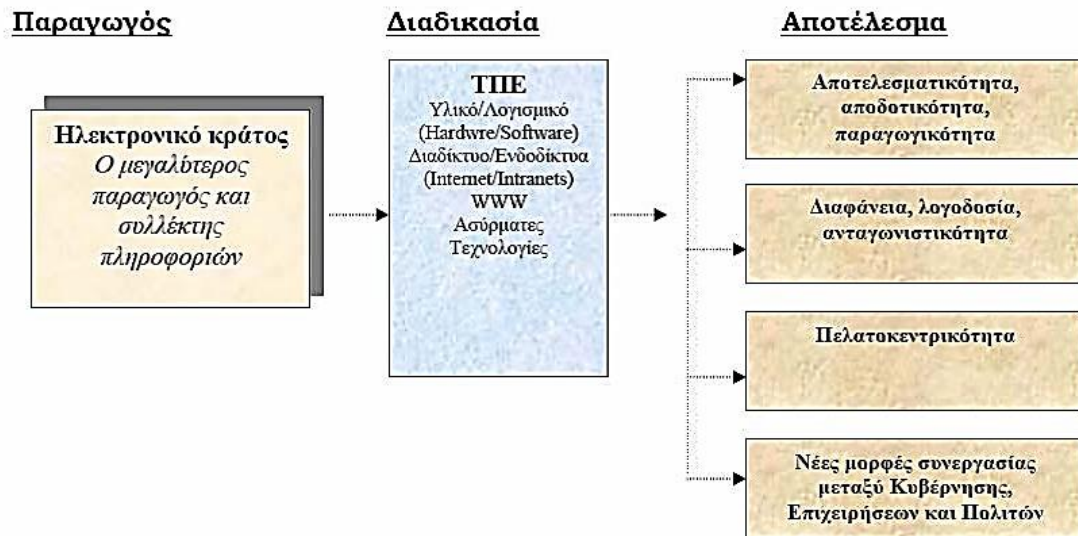 Παραγωγός
Διαδικασία
Αποτέλεσμα
Ηλεκτρονικό κράτος
Ο μεγαλύτερος
παραγωγός και
συλλέκτης
πληροφοριών
ΤΠΕ
Υλικό/Λογισμικό
(Hardwre/Software)
Διαδίκτυο/Ενδοδίκτυα
(Internet/Intranets)
WWW
Ασύρματες
Τεχνολογίες
Αποτελεσματικότητα,
αποδοτικότητα,
παραγωγικότητα
Διαφάνεια, λογοδοσία,
ανταγωνιστικότητα
Πελατοκεντρικότητα
Νέες μορφές συνεργασίας
μεταξύ Κυβέρνησης,
Επιχειρήσεων και Πολιτών